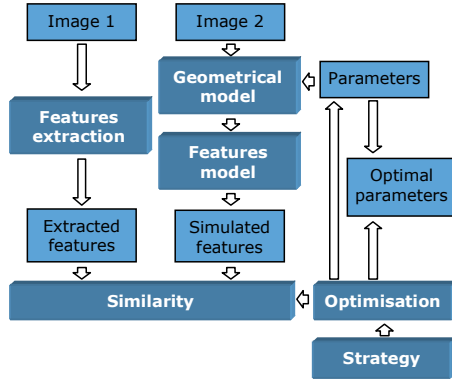 Image 1
Image 2
Geometrical
model
Parameters
Features
extraction
Features
model
Optimal
parameters
Extracted
features
Simulated
features
Similarity
Optimisation
Strategy